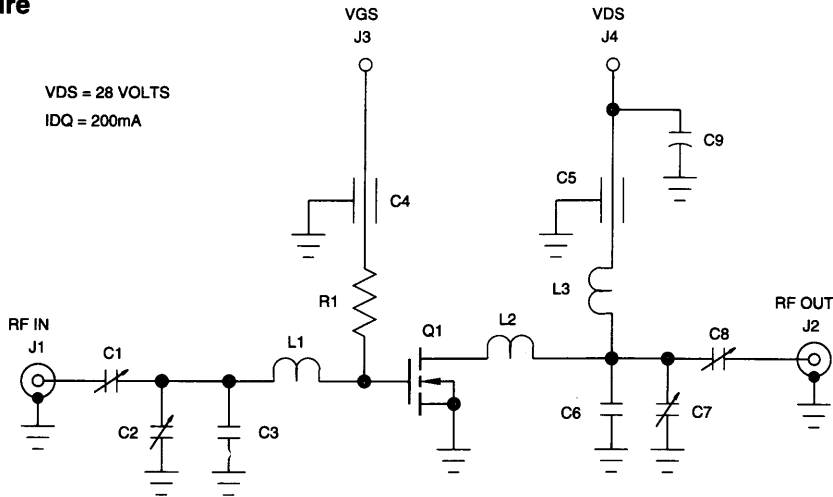 ire
VGS
J3
VDS
J4
VDS = 28 VOLTS
IDQ = 200mA
C9
C5
C4
L3
R1
RF OUT
J2
RF IN
J1
Q1
L2
C8
L1
C1
C2
C3
C6
C7